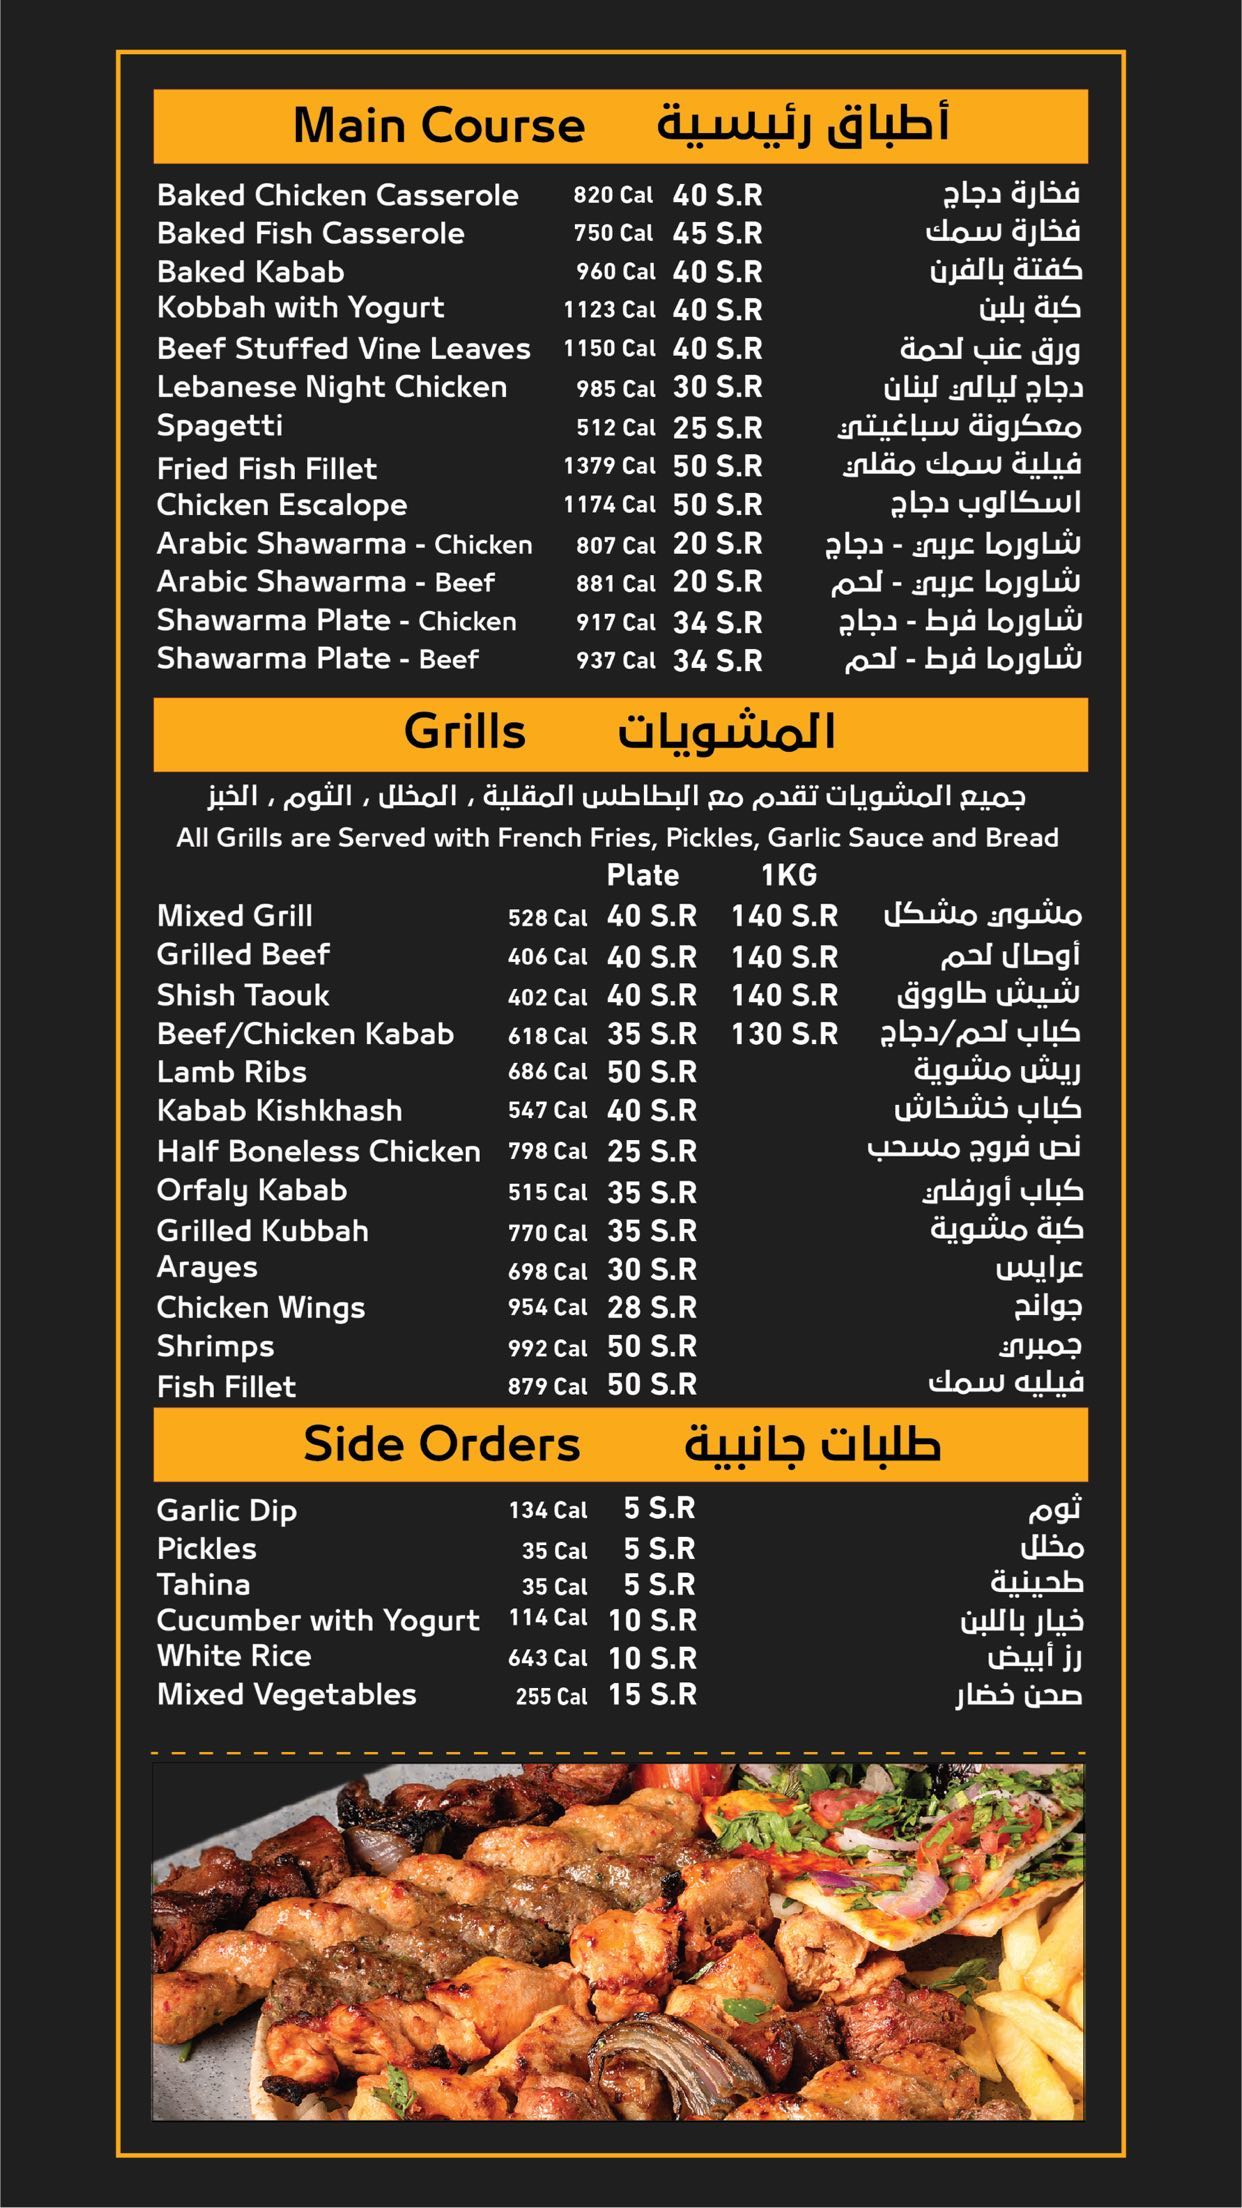 Main Course أطباق رئيسية
Baked Chicken Casserole 820 Cal 40 S.R فخارة دجاج
Baked Fish Casserole 750 Cal 45 S.R فخارة سمك
Baked Kabab 960 Cal 40 S.R كفتة بالفرن
Kobbah with Yogurt 1123 Cal 40 S.R كبة بلبن
Beef Stuffed Vine Leaves 1150 Cal 40 S.R ورق عنب لحمة
Lebanese Night Chicken 985 Cal 30 S.R دجاج ليالي لبنان
Spagetti 512 Cal 25 S.R معكرونة سباغيتي
Fried Fish Fillet 1379 Cal 50 S.R فيلية سمك مقلي
Chicken Escalope 1174 Cal 50 S.R اسكالوب دجاج
Arabic Shawarma - Chicken 807 Cal 20 S.R شاورما عربي - دجاج
Arabic Shawarma - Beef 881 Cal 20 S.R شاورما عربي - لحم
Shawarma Plate - Chicken 917 Cal 34 S.R شاورما فرط - دجاج
Shawarma Plate - Beef 937 Cal 34 S.R شاورما فرط - لحم
Grills المشويات
جميع المشويات تقدم مع البطاطس المقلية ، المخلل ، الثوم ، الخبز
All Grills are Served with French Fries, Pickles, Garlic Sauce and Bread
Plate 1KG
Mixed Grill 528 Cal 40 S.R 140 S.R مشوي مشكل
Grilled Beef 406 Cal 40 S.R 140 S.R أوصال لحم
Shish Taouk 402 Cal 40 S.R 140 S.R شيش طاووق
Beef/Chicken Kabab 618 Cal 35 S.R 130 S.R كباب لحم/دجاج
Lamb Ribs 686 Cal 50 S.R ريش مشوية
Kabab Kishkhash 547 Cal 40 S.R كباب خشخاش
Half Boneless Chicken 798 Cal 25 S.R نص فروج مسحب
Orfaly Kabab 515 Cal 35 S.R كباب أورفلي
Grilled Kubbah 770 Cal 35 S.R كبة مشوية
Arayes 698 Cal 30 S.R عرايس
Chicken Wings 954 Cal 28 S.R جوانح
Shrimps 992 Cal 50 S.R جمبري
Fish Fillet 879 Cal 50 S.R فيليه سمك
Side Orders طلبات جانبية
Garlic Dip 134 Cal 5 S.R ثوم
Pickles 35 Cal 5 S.R مخلل
Tahina 35 Cal 5 S.R طحينية
Cucumber with Yogurt 114 Cal 10 S.R خيار باللبن
White Rice 643 Cal 10 S.R رز أبيض
Mixed Vegetables 255 Cal 15 S.R صحن خضار